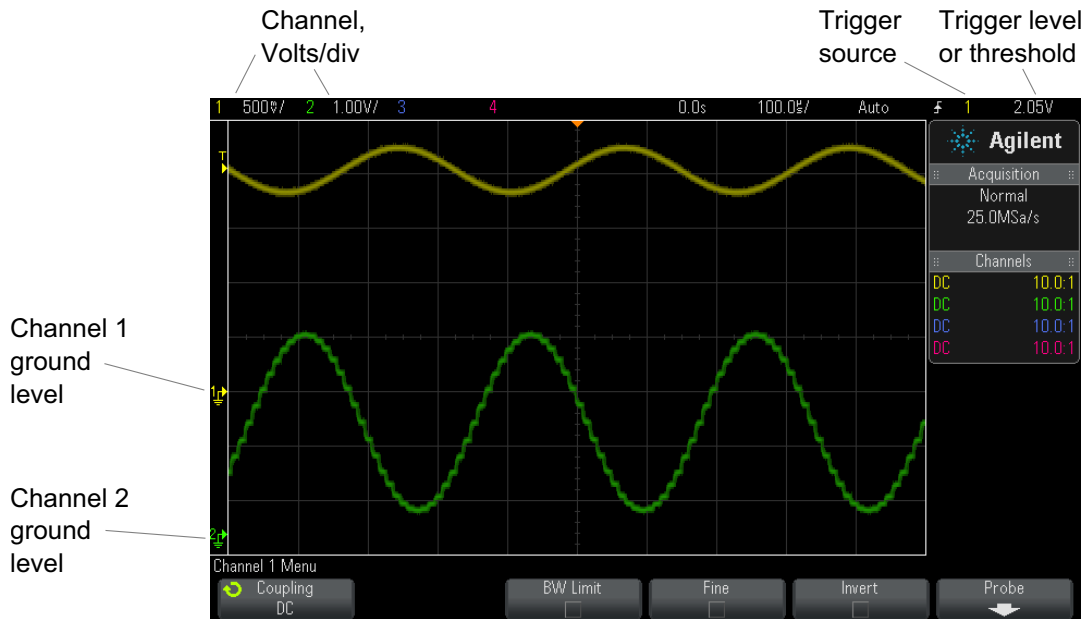 Channel,
Volts/div
Trigger
source
Trigger level
or threshold
1 500mV/ 2 1.00V/ 3 4 0.0s 100.0µs/ Auto 1 2.05V
T
Agilent
Acquisition
Normal
25.0MSa/s
Channels
DC 10.0:1
DC 10.0:1
DC 10.0:1
DC 10.0:1
Channel 1
ground
level
1
Channel 2
ground
level
2
Channel 1 Menu
Coupling
DC
BW Limit
Fine
Invert
Probe